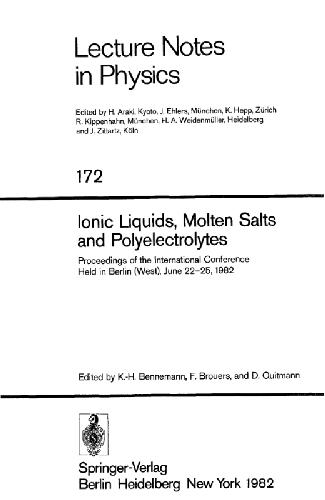 Lecture Notes
in Physics
Edited by H. Araki, Kyoto, J. Ehlers, München, K. Hepp, Zürich
R. Kippenhahn, München, H. A. Weidenmüller, Heidelberg
and J. Zittartz, Köln
172
Ionic Liquids, Molten Salts
and Polyelectrolytes
Proceedings of the International Conference
Held in Berlin (West), June 22–25, 1982
Edited by K.-H. Bennemann, F. Brouers, and D. Quitmann
Springer-Verlag
Berlin Heidelberg New York 1982